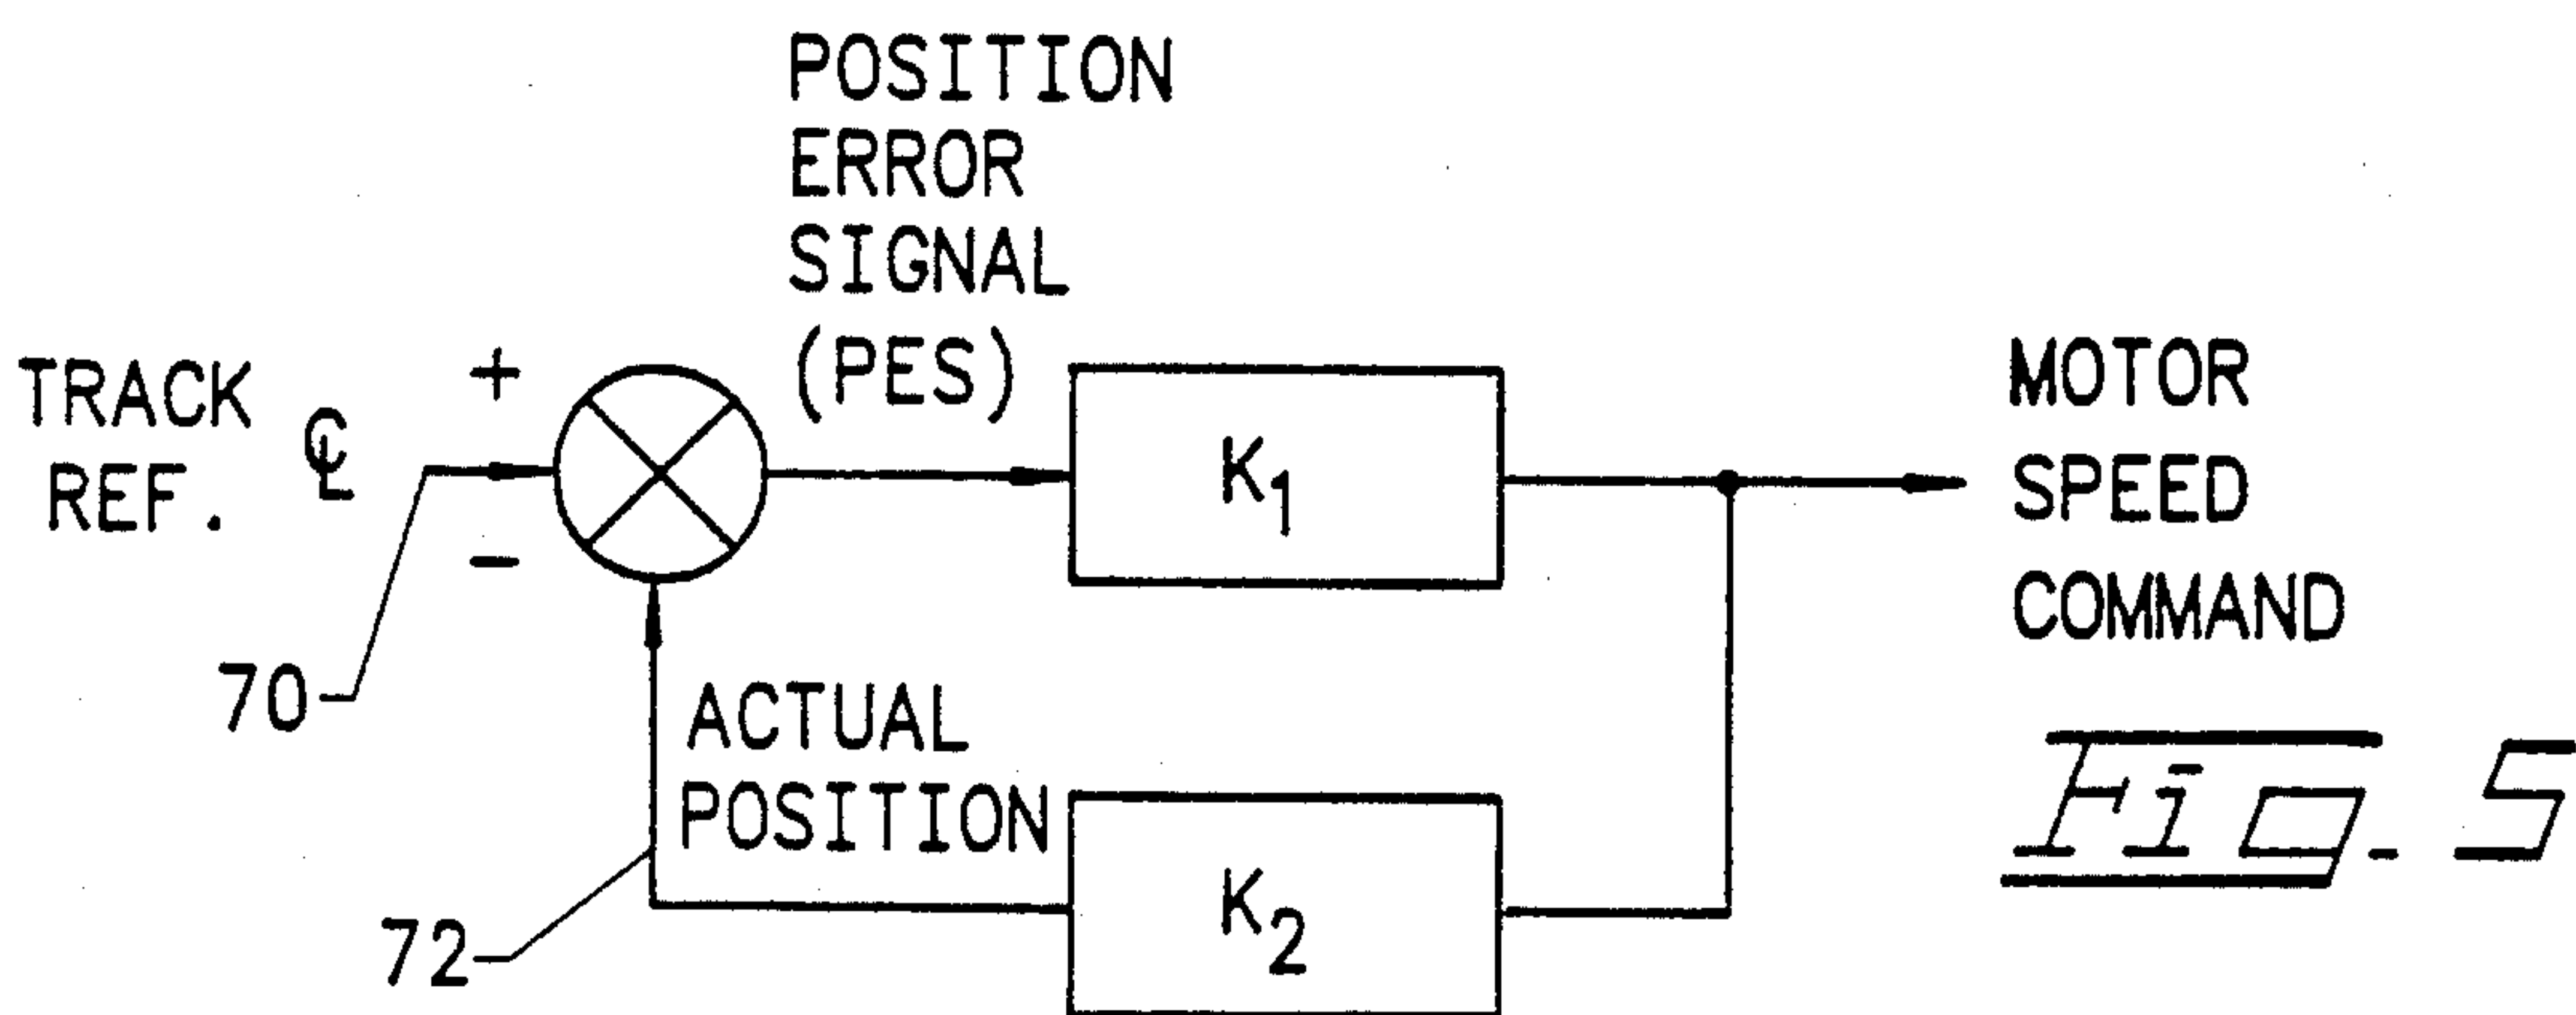 POSITION
ERROR
SIGNAL
(PES)
TRACK
REF. ℄
+
-
K1
MOTOR
SPEED
COMMAND
70
ACTUAL
POSITION
72
K2
Fig. 5